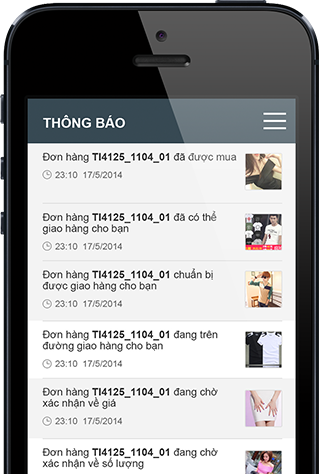 THÔNG BÁO
Đơn hàng TI4125_1104_01 đã được mua
23:10 17/5/2014
Đơn hàng TI4125_1104_01 đã có thể
giao hàng cho bạn
23:10 17/5/2014
Đơn hàng TI4125_1104_01 chuẩn bị
được giao hàng cho bạn
23:10 17/5/2014
Đơn hàng TI4125_1104_01 đang trên
đường giao hàng cho bạn
23:10 17/5/2014
Đơn hàng TI4125_1104_01 đang chờ
xác nhận về giá
23:10 17/5/2014
Đơn hàng TI4125_1104_01 đang chờ
xác nhận về số lượng